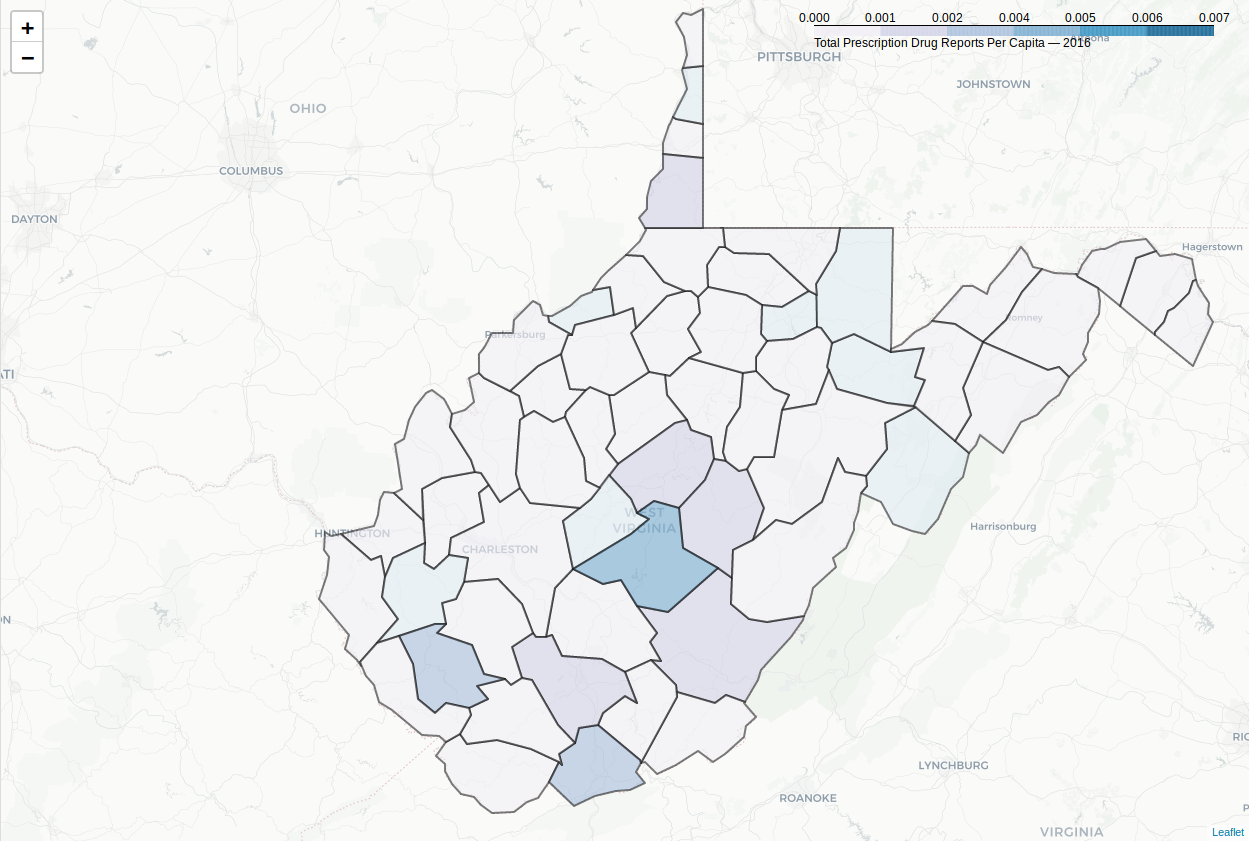 +
−
0.000 0.001 0.002 0.004 0.005 0.006 0.007
Total Prescription Drug Reports Per Capita — 2016
PITTSBURGH
JOHNSTOWN
OHIO
COLUMBUS
DAYTON
Hagerstown
Parkersburg
Romney
HUNTINGTON
WEST
VIRGINIA
CHARLESTON
Harrisonburg
LYNCHBURG
ROANOKE
VIRGINIA
Leaflet